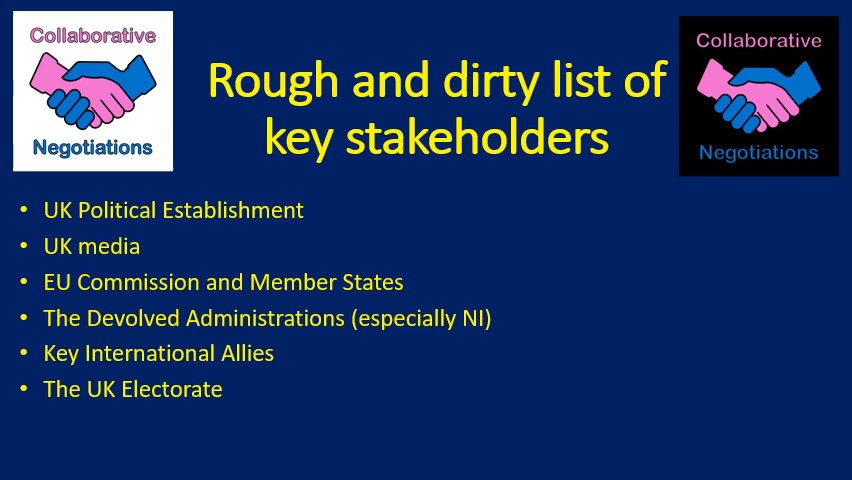 Collaborative
Negotiations
Rough and dirty list of
key stakeholders
Collaborative
Negotiations
• UK Political Establishment
• UK media
• EU Commission and Member States
• The Devolved Administrations (especially NI)
• Key International Allies
• The UK Electorate